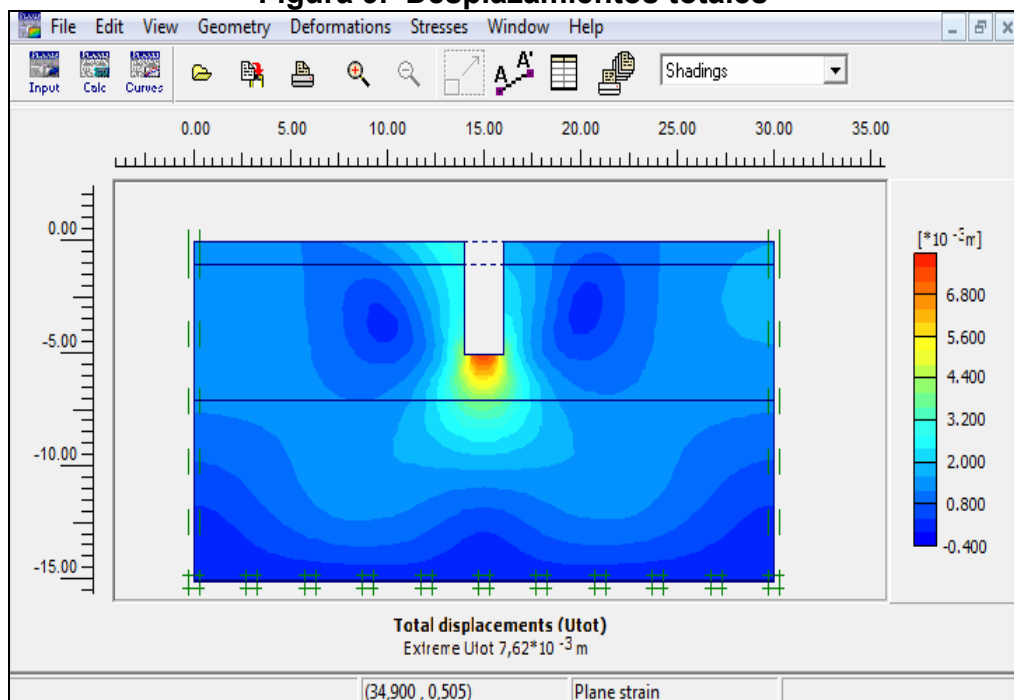 Figura 5. Desplazamientos totales
File Edit View Geometry Deformations Stresses Window Help
Input Calc Curves A A' Shadings
0.00 5.00 10.00 15.00 20.00 25.00 30.00 35.00
0.00
-5.00
-10.00
-15.00
[*10 -3m]
6.800
5.600
4.400
3.200
2.000
0.800
-0.400
Total displacements (Utot)
Extreme Utot 7,62*10 -3 m
(34,900 , 0,505) Plane strain